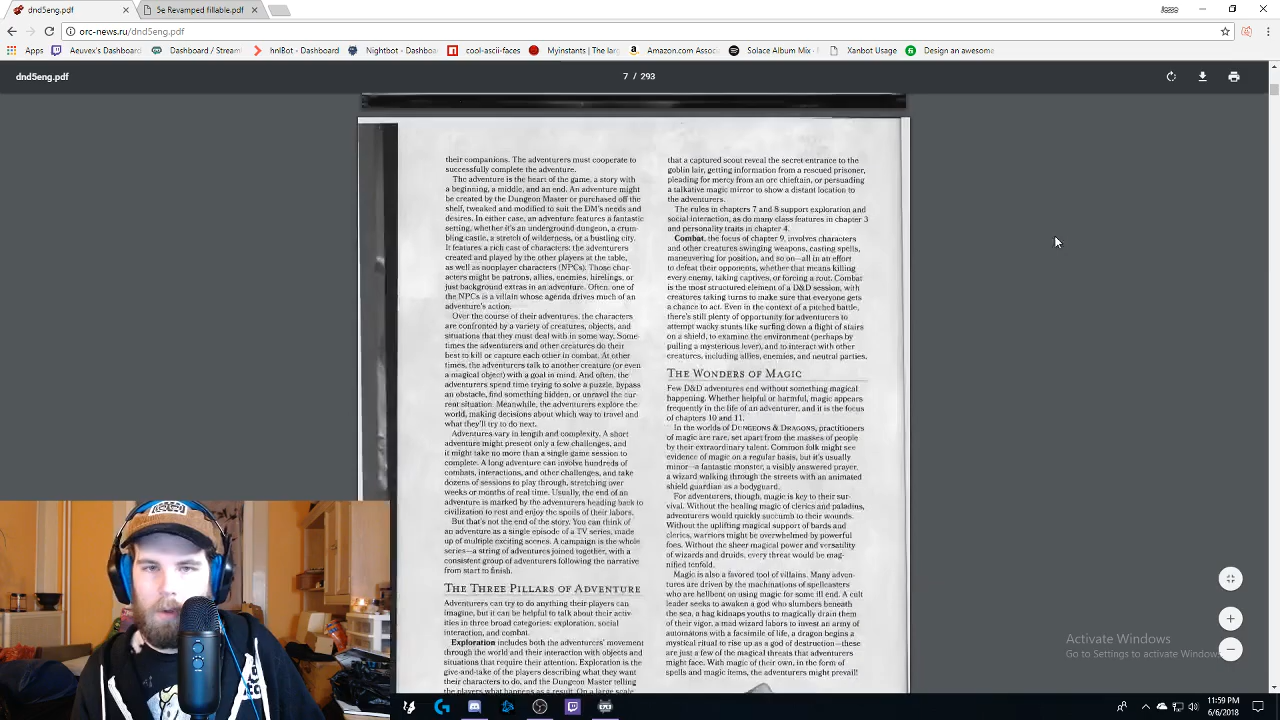 dnd5eng.pdf
5e Revamped fillable.pdf
orc-news.ru/dnd5eng.pdf
Apps
Aeuvex's Dashboard
Dashboard / Stream
hniBot - Dashboard
Nightbot - Dashboard
cool-ascii-faces
Myinstants | The larg
Amazon.com Assoc
Solace Album Mix -
Xanbot Queue
Design an awesome
dnd5eng.pdf
7 / 293
their companions. The adventurers must cooperate to
successfully complete the adventure.
The adventure is the heart of the game, a story with
a beginning, a middle, and an end. An adventure might
be created by the Dungeon Master or purchased off the
shelf, tweaked and modified to suit the DM's needs and
desires. In either case, an adventure features a fantastic
setting, whether it's an underground dungeon, a crum-
bling castle, a stretch of wilderness, or a bustling city.
It features a rich cast of characters: the adventurers
created and played by the other players at the table,
as well as nonplayer characters (NPCs). Those char-
acters might be patrons, allies, enemies, hirelings, or
just background extras in an adventure. Often, one of
the NPCs is a villain whose agenda drives much of an
adventure's action.
Over the course of their adventures, the characters
are confronted by a variety of creatures, objects, and
situations that they must deal with in some way. Some-
times the adventurers and other creatures do their
best to kill or capture each other in combat. At other
times, the adventurers talk to another creature (or even
a magical object) with a goal in mind. And often, the
adventurers spend time trying to solve a puzzle, bypass
an obstacle, find something hidden, or unravel the cur-
rent situation. Meanwhile, the adventurers explore the
world, making decisions about which way to travel and
what they'll try to do next.
Adventures vary in length and complexity. A short
adventure might present only a few challenges, and
it might take no more than a single game session to
complete. A long adventure can involve hundreds of
combats, interactions, and other challenges, and take
dozens of sessions to play through, stretching over
weeks or months of real time. Usually, the end of an
adventure is marked by the adventurers heading back to
civilization to rest and enjoy the spoils of their labors.
But that's not the end of the story. You can think of
an adventure as a single episode of a TV series, made
up of multiple exciting scenes. A campaign is the whole
series—a string of adventures joined together, with a
consistent group of adventurers following the narrative
from start to finish.
THE THREE PILLARS OF ADVENTURE
Adventurers can try to do anything their players can
imagine, but it can be helpful to talk about their activ-
ities in three broad categories: exploration, social
interaction, and combat.
Exploration includes both the adventurers' movement
through the world and their interaction with objects and
situations that require their attention. Exploration is the
give-and-take of the players describing what they want
their characters to do, and the Dungeon Master telling
the players what happens as a result. On a large scale
that a captured scout reveal the secret entrance to the
goblin lair, getting information from a rescued prisoner,
pleading for mercy from an orc chieftain, or persuading
a talkative magic mirror to show a distant location to
the adventurers.
The rules in chapters 7 and 8 support exploration and
social interaction, as do many class features in chapter 3
and personality traits in chapter 4.
Combat, the focus of chapter 9, involves characters
and other creatures swinging weapons, casting spells,
maneuvering for position, and so on—all in an effort
to defeat their opponents, whether that means killing
every enemy, taking captives, or forcing a rout. Combat
is the most structured element of a D&D session, with
creatures taking turns to make sure that everyone gets
a chance to act. Even in the context of a pitched battle,
there's still plenty of opportunity for adventurers to
attempt wacky stunts like surfing down a flight of stairs
on a shield, to examine the environment (perhaps by
pulling a mysterious lever), and to interact with other
creatures, including allies, enemies, and neutral parties.
THE WONDERS OF MAGIC
Few D&D adventures end without something magical
happening. Whether helpful or harmful, magic appears
frequently in the life of an adventurer, and it is the focus
of chapters 10 and 11.
In the worlds of DUNGEONS & DRAGONS, practitioners
of magic are rare, set apart from the masses of people
by their extraordinary talent. Common folk might see
evidence of magic on a regular basis, but it's usually
minor—a fantastic monster, a visibly answered prayer,
a wizard walking through the streets with an animated
shield guardian as a bodyguard.
For adventurers, though, magic is key to their sur-
vival. Without the healing magic of clerics and paladins,
adventurers would quickly succumb to their wounds.
Without the uplifting magical support of bards and
clerics, warriors might be overwhelmed by powerful
foes. Without the sheer magical power and versatility
of wizards and druids, every threat would be mag-
nified tenfold.
Magic is also a favored tool of villains. Many adven-
tures are driven by the machinations of spellcasters
who are hellbent on using magic for some ill end. A cult
leader seeks to awaken a god who slumbers beneath
the sea, a hag kidnaps youths to magically drain them
of their vigor, a mad wizard labors to invest an army of
automatons with a facsimile of life, a dragon begins a
mystical ritual to rise up as a god of destruction—these
are just a few of the magical threats that adventurers
might face. With magic of their own, in the form of
spells and magic items, the adventurers might prevail!
Activate Windows
Go to Settings to activate Windows
11:59 PM
6/6/2018